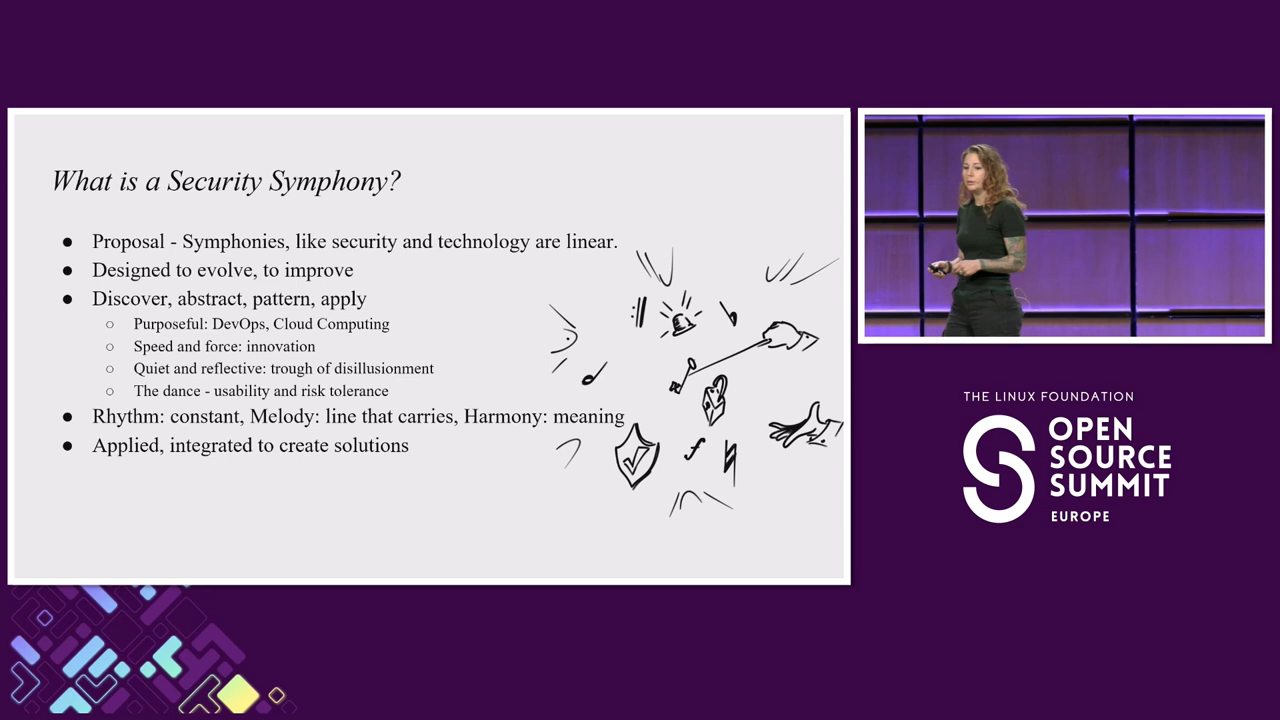 What is a Security Symphony?
● Proposal - Symphonies, like security and technology are linear.
● Designed to evolve, to improve
● Discover, abstract, pattern, apply
○ Purposeful: DevOps, Cloud Computing
○ Speed and force: innovation
○ Quiet and reflective: trough of disillusionment
○ The dance - usability and risk tolerance
● Rhythm: constant, Melody: line that carries, Harmony: meaning
● Applied, integrated to create solutions
THE LINUX FOUNDATION
OPEN
SOURCE
SUMMIT
EUROPE